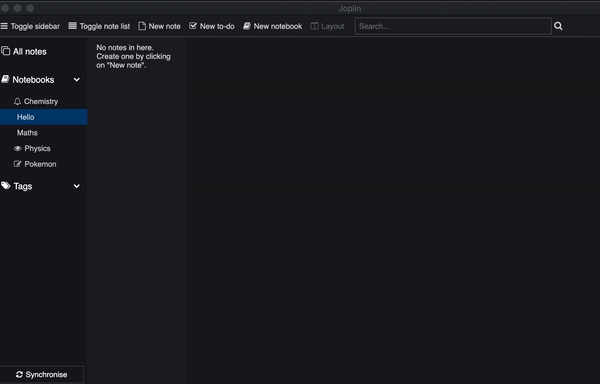 Joplin
Toggle sidebar Toggle note list New note New to-do New notebook Layout Search...
All notes
Notebooks
Chemistry
Hello
Maths
Physics
Pokemon
Tags
Synchronise
No notes in here.
Create one by clicking
on "New note".